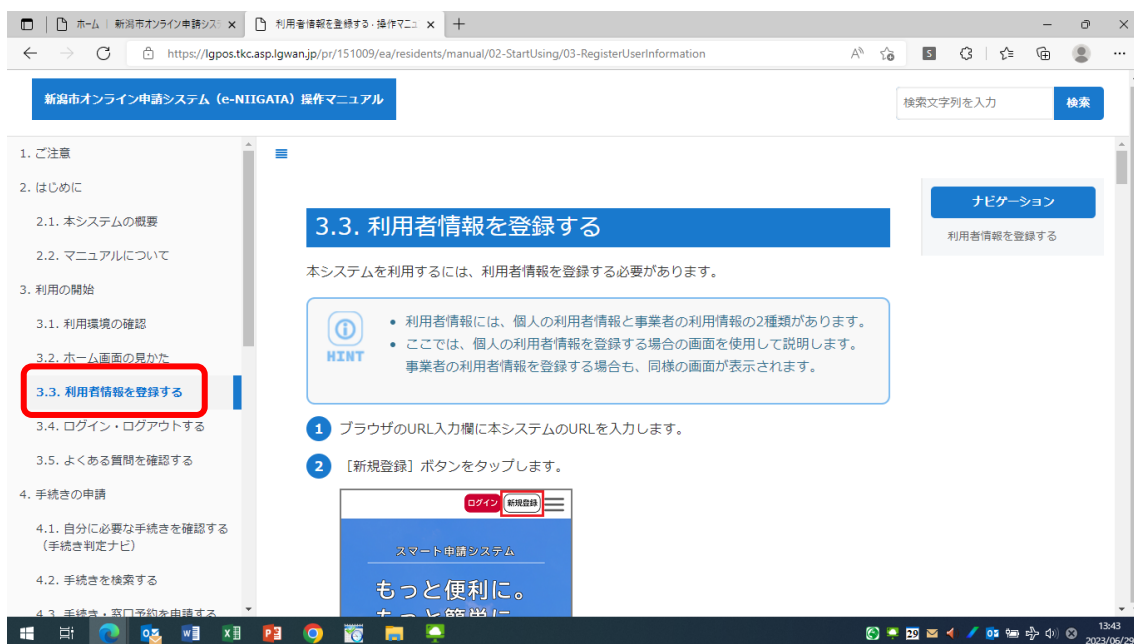 ホーム | 新潟市オンライン申請シス
利用者情報を登録する・操作マニュ
https://lgpos.tkc.asp.lgwan.jp/pr/151009/ea/residents/manual/02-StartUsing/03-RegisterUserInformation
新潟市オンライン申請システム（e-NIIGATA）操作マニュアル
検索文字列を入力
検索
1. ご注意
2. はじめに
2.1. 本システムの概要
2.2. マニュアルについて
3. 利用の開始
3.1. 利用環境の確認
3.2. ホーム画面の見かた
3.3. 利用者情報を登録する
3.4. ログイン・ログアウトする
3.5. よくある質問を確認する
4. 手続きの申請
4.1. 自分に必要な手続きを確認する
（手続き判定ナビ）
4.2. 手続きを検索する
4.3. 手続き・窓口予約を申請する
3.3. 利用者情報を登録する
本システムを利用するには、利用者情報を登録する必要があります。
HINT
• 利用者情報には、個人の利用者情報と事業者の利用情報の2種類があります。
• ここでは、個人の利用者情報を登録する場合の画面を使用して説明します。
事業者の利用者情報を登録する場合も、同様の画面が表示されます。
1 ブラウザのURL入力欄に本システムのURLを入力します。
2 ［新規登録］ボタンをタップします。
ログイン 新規登録
スマート申請システム
もっと便利に。
もっと簡単に
ナビゲーション
利用者情報を登録する
29
13:43
2023/06/29